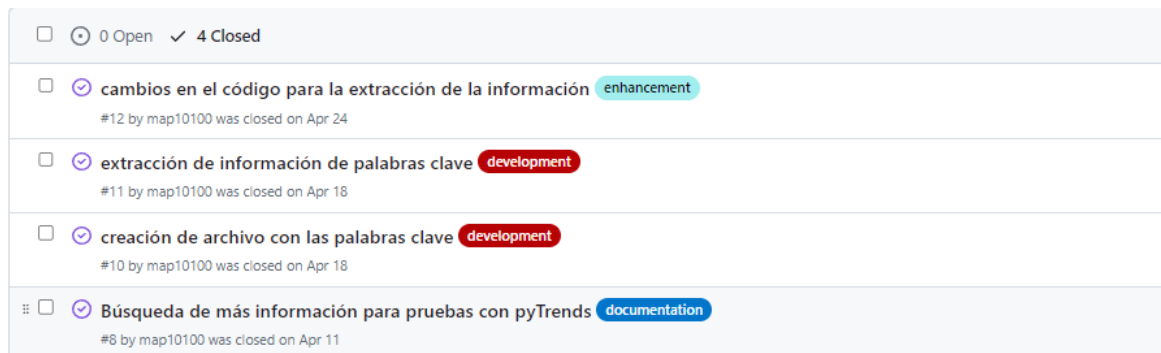 0 Open 4 Closed
cambios en el código para la extracción de la información enhancement
#12 by map10100 was closed on Apr 24
extracción de información de palabras clave development
#11 by map10100 was closed on Apr 18
creación de archivo con las palabras clave development
#10 by map10100 was closed on Apr 18
Búsqueda de más información para pruebas con pyTrends documentation
#8 by map10100 was closed on Apr 11